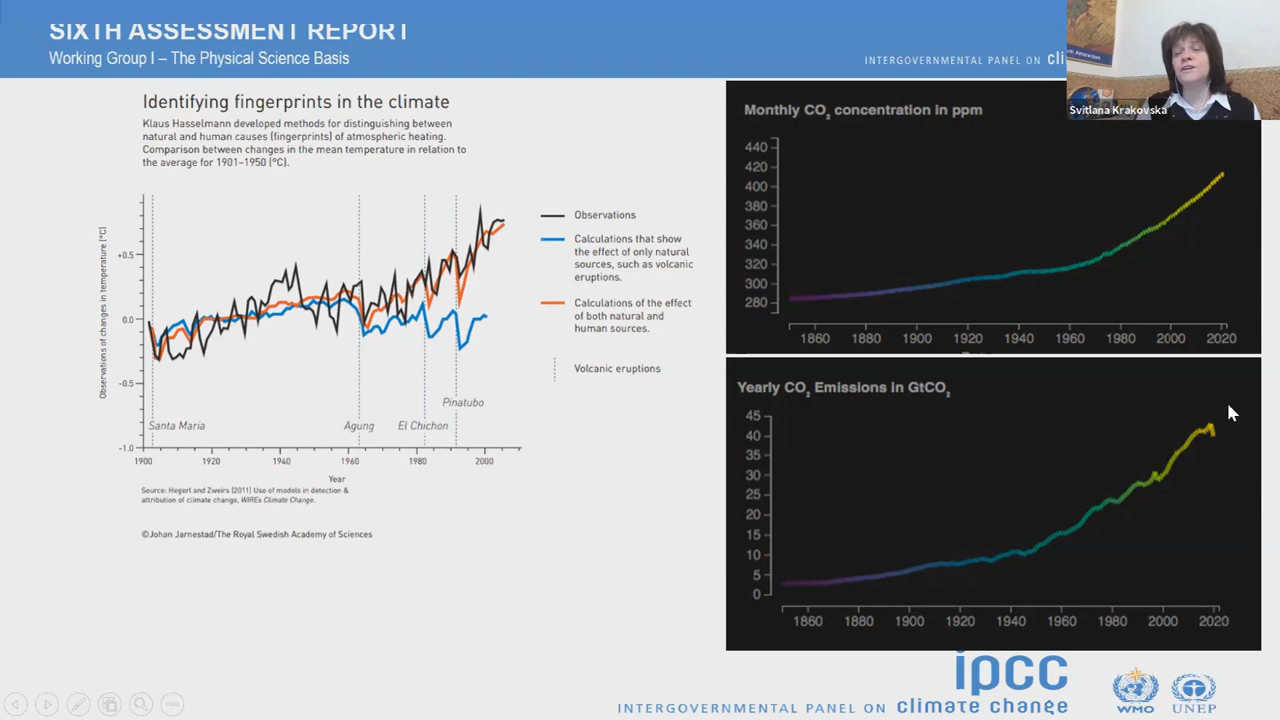 SIXTH ASSESSMENT REPORT
Working Group I – The Physical Science Basis
INTERGOVERNMENTAL PANEL ON cli
Svitlana Krakovska
Identifying fingerprints in the climate
Klaus Hasselmann developed methods for distinguishing between
natural and human causes (fingerprints) of atmospheric heating.
Comparison between changes in the mean temperature in relation to
the average for 1901–1950 (°C).
Observations of changes in temperature (°C)
+0.5
0.0
-0.5
-1.0
Santa Maria
Agung
El Chichon
Pinatubo
1900 1920 1940 1960 1980 2000
Year
Observations
Calculations that show
the effect of only natural
sources, such as volcanic
eruptions.
Calculations of the effect
of both natural and
human sources.
Volcanic eruptions
Source: Hegerl and Zweirs (2011) Use of models in detection &
attribution of climate change, WIREs Climate Change.
©Johan Jarnestad/The Royal Swedish Academy of Sciences
Monthly CO₂ concentration in ppm
440
420
400
380
360
340
320
300
280
1860 1880 1900 1920 1940 1960 1980 2000 2020
Yearly CO₂ Emissions in GtCO₂
45
40
35
30
25
20
15
10
5
0
1860 1880 1900 1920 1940 1960 1980 2000 2020
ipcc
INTERGOVERNMENTAL PANEL ON climate change
WMO
UNEP